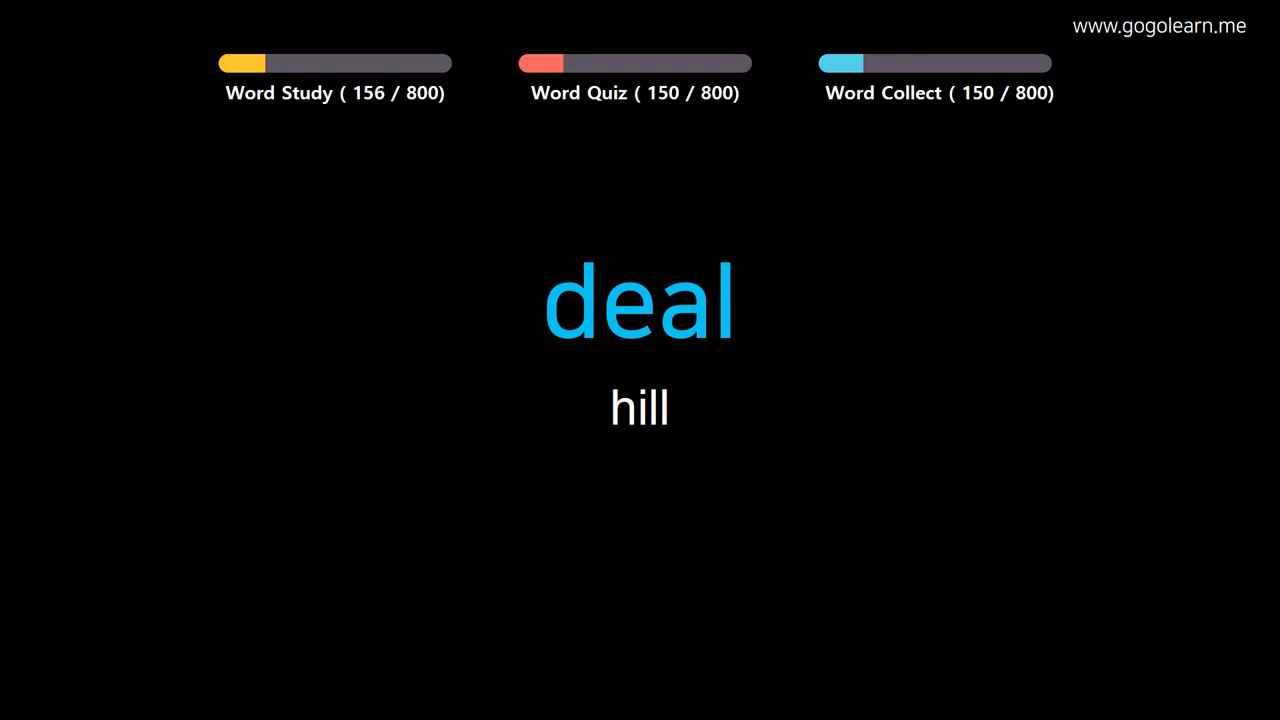 www.gogolearn.me
Word Study ( 156 / 800)
Word Quiz ( 150 / 800)
Word Collect ( 150 / 800)
deal
hill